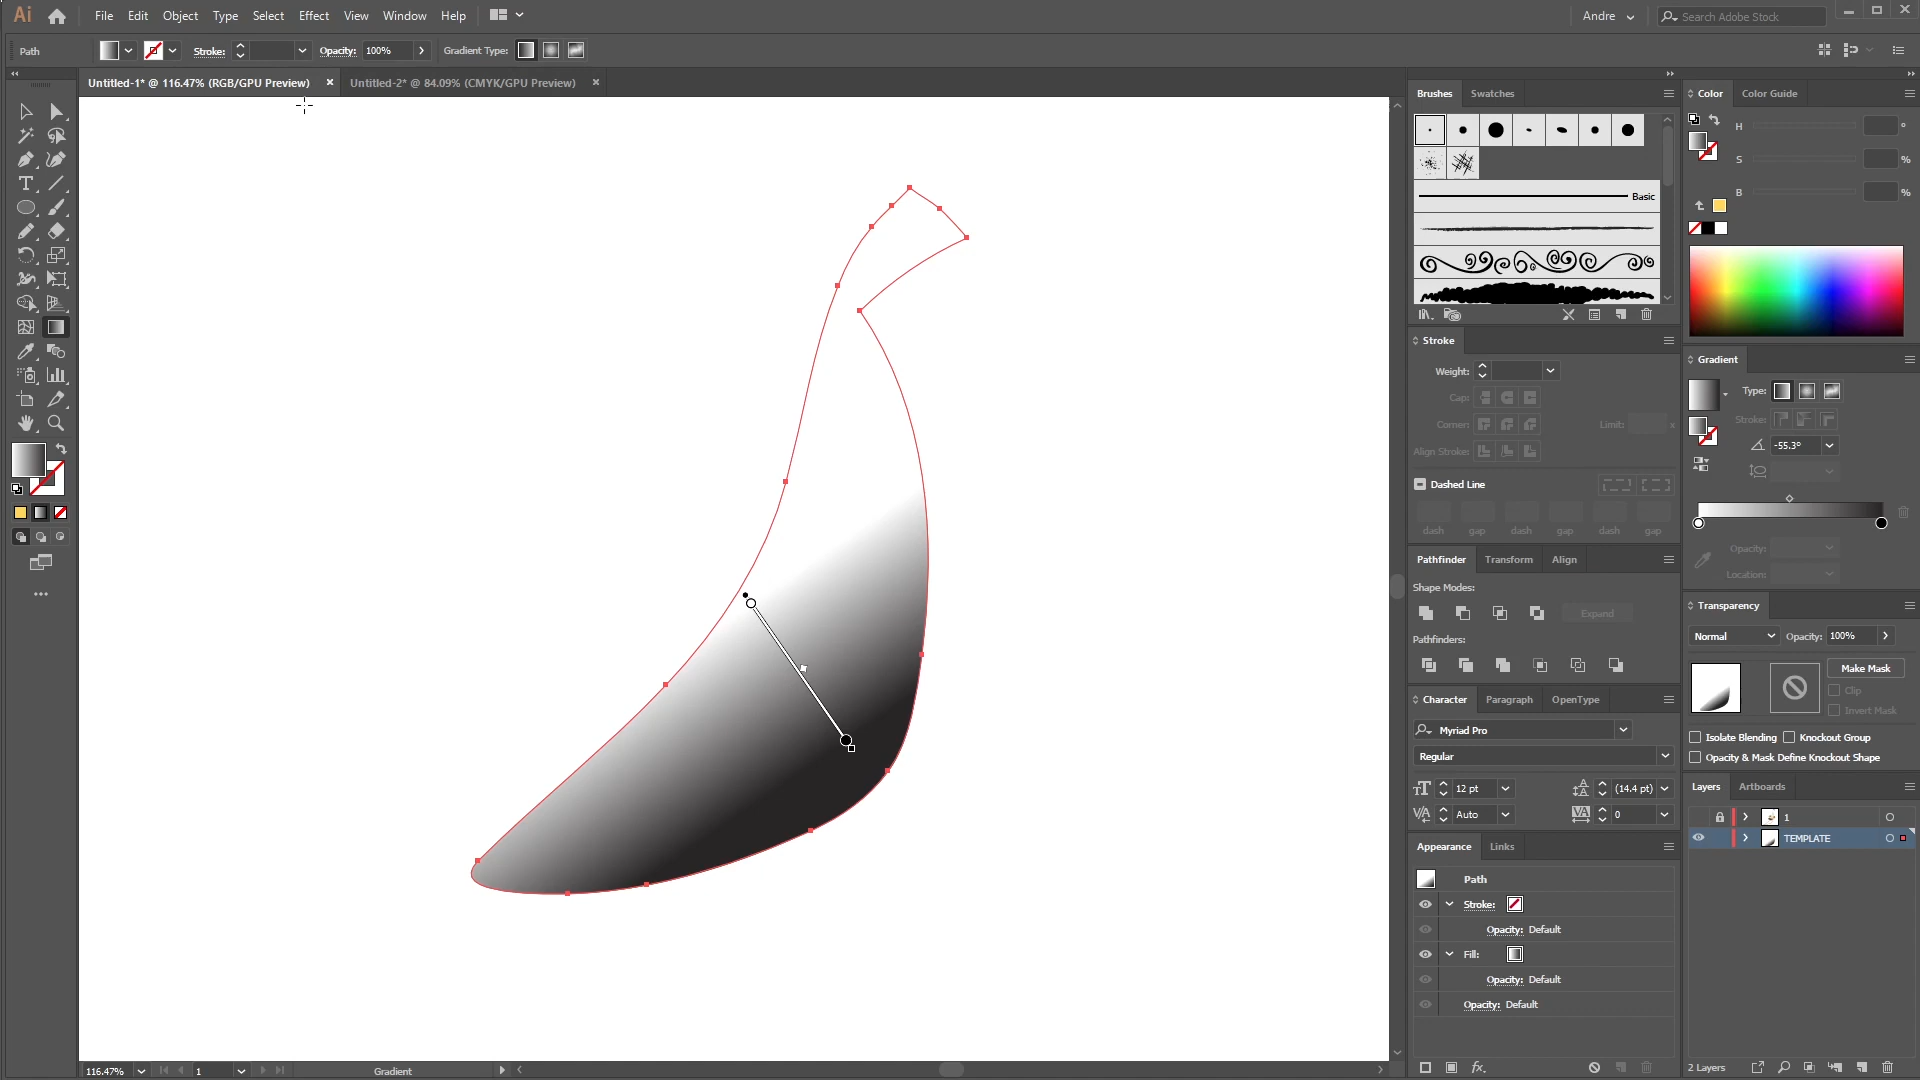 Ai File Edit Object Type Select Effect View Window Help Andre Search Adobe Stock
Path Stroke: Opacity: 100% Gradient Type:
Untitled-1* @ 116.47% (RGB/GPU Preview) × Untitled-2* @ 84.09% (CMYK/GPU Preview) ×
Brushes Swatches
Basic
Stroke
Weight:
Cap:
Corner: Limit: x
Align Stroke:
Dashed Line
dash gap dash gap dash gap
Pathfinder Transform Align
Shape Modes:
Expand
Pathfinders:
Character Paragraph OpenType
Myriad Pro
Regular
12 pt (14.4 pt)
Auto 0
Appearance Links
Path
Stroke:
Opacity: Default
Fill:
Opacity: Default
Opacity: Default
fx
Color Color Guide
H °
S %
B %
Gradient
Type:
Stroke:
-55.3°
Opacity:
Location:
Transparency
Normal Opacity: 100%
Make Mask
Clip
Invert Mask
Isolate Blending Knockout Group
Opacity & Mask Define Knockout Shape
Layers Artboards
1
TEMPLATE
2 Layers
116.47% 1 Gradient